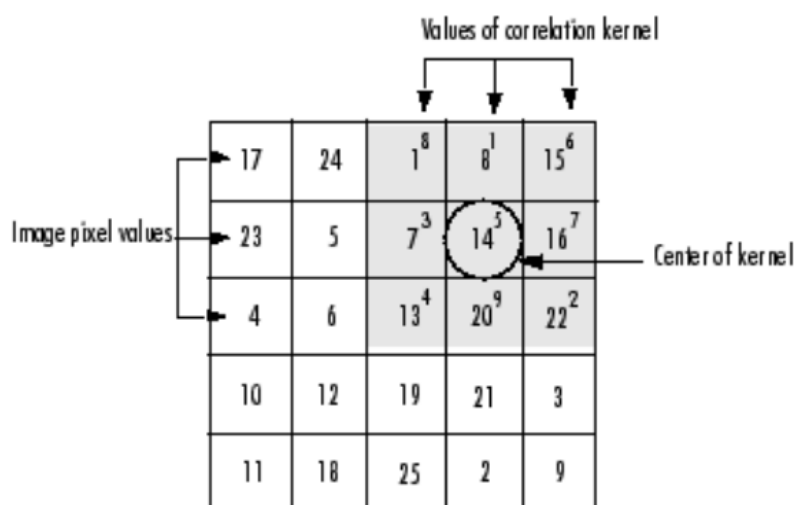 Values of correlation kernel
17 24 1 8 8 1 15 6
Image pixel values 23 5 7 3 14 5 16 7 Center of kernel
4 6 13 4 20 9 22 2
10 12 19 21 3
11 18 25 2 9